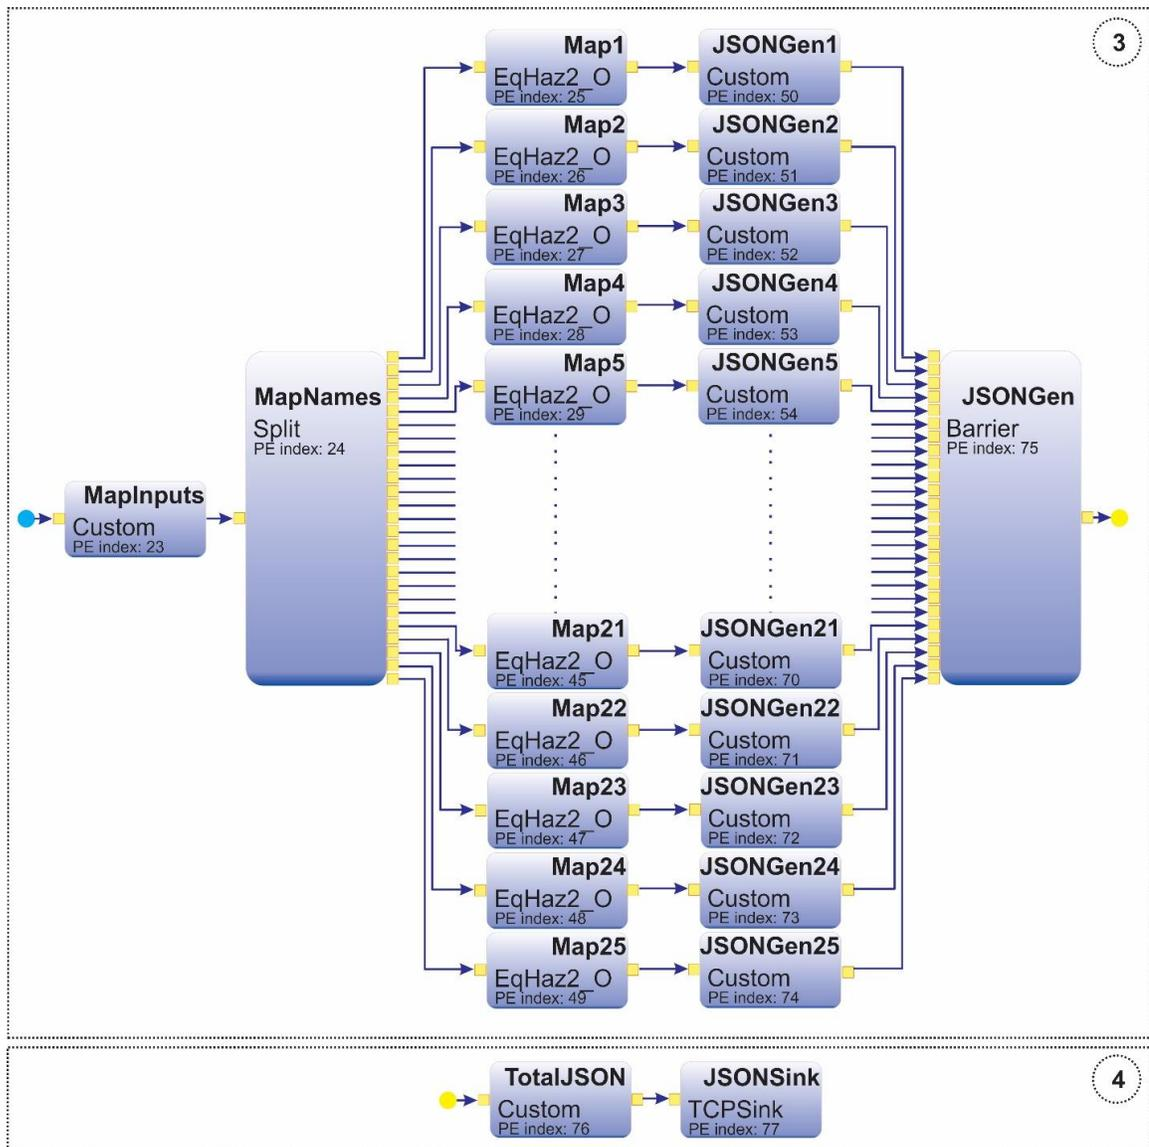 3
Map1
EqHaz2_O
PE index: 25
JSONGen1
Custom
PE index: 50
Map2
EqHaz2_O
PE index: 26
JSONGen2
Custom
PE index: 51
Map3
EqHaz2_O
PE index: 27
JSONGen3
Custom
PE index: 52
Map4
EqHaz2_O
PE index: 28
JSONGen4
Custom
PE index: 53
Map5
EqHaz2_O
PE index: 29
JSONGen5
Custom
PE index: 54
MapInputs
Custom
PE index: 23
MapNames
Split
PE index: 24
JSONGen
Barrier
PE index: 75
Map21
EqHaz2_O
PE index: 45
JSONGen21
Custom
PE index: 70
Map22
EqHaz2_O
PE index: 46
JSONGen22
Custom
PE index: 71
Map23
EqHaz2_O
PE index: 47
JSONGen23
Custom
PE index: 72
Map24
EqHaz2_O
PE index: 48
JSONGen24
Custom
PE index: 73
Map25
EqHaz2_O
PE index: 49
JSONGen25
Custom
PE index: 74
4
TotalJSON
Custom
PE index: 76
JSONSink
TCPSink
PE index: 77